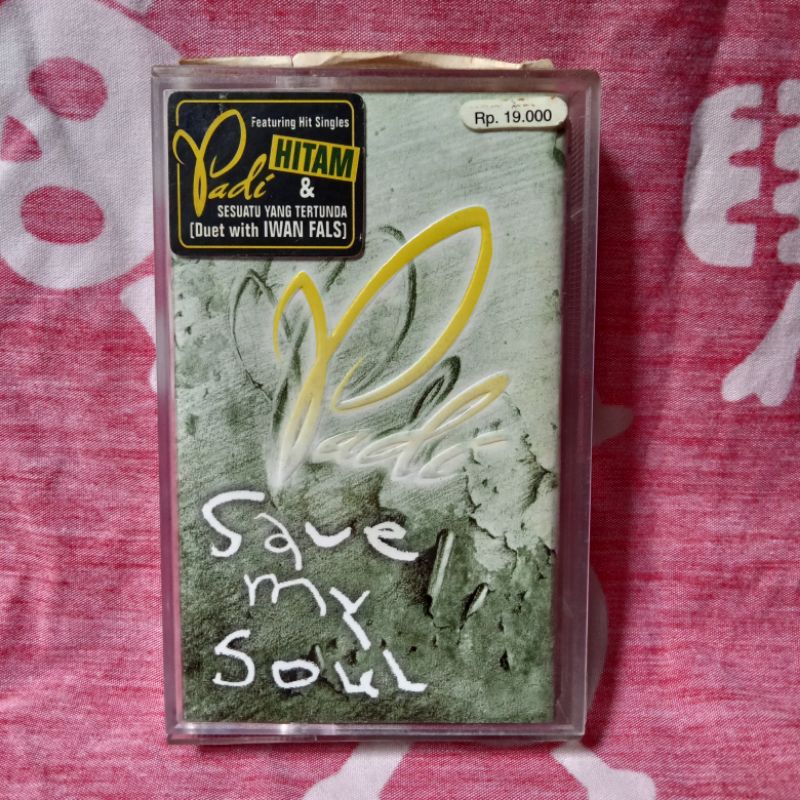 Featuring Hit Singles
Padi HITAM
&
SESUATU YANG TERTUNDA
(Duet with IWAN FALS)
Rp. 19.000
Padi
Save
my
Soul